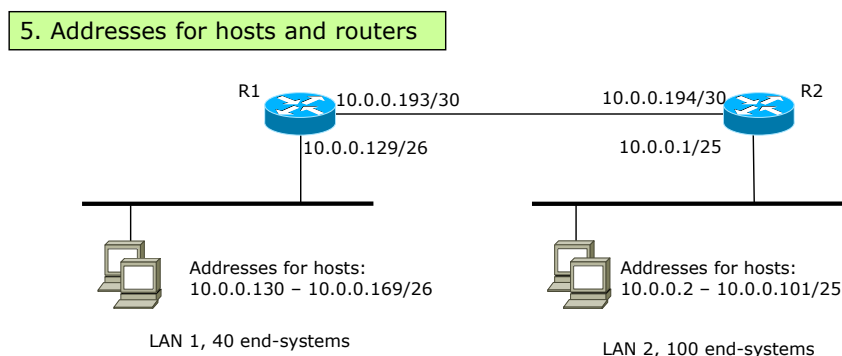 5. Addresses for hosts and routers
R1
10.0.0.193/30
10.0.0.194/30
R2
10.0.0.129/26
10.0.0.1/25
Addresses for hosts:
10.0.0.130 – 10.0.0.169/26
Addresses for hosts:
10.0.0.2 – 10.0.0.101/25
LAN 1, 40 end-systems
LAN 2, 100 end-systems